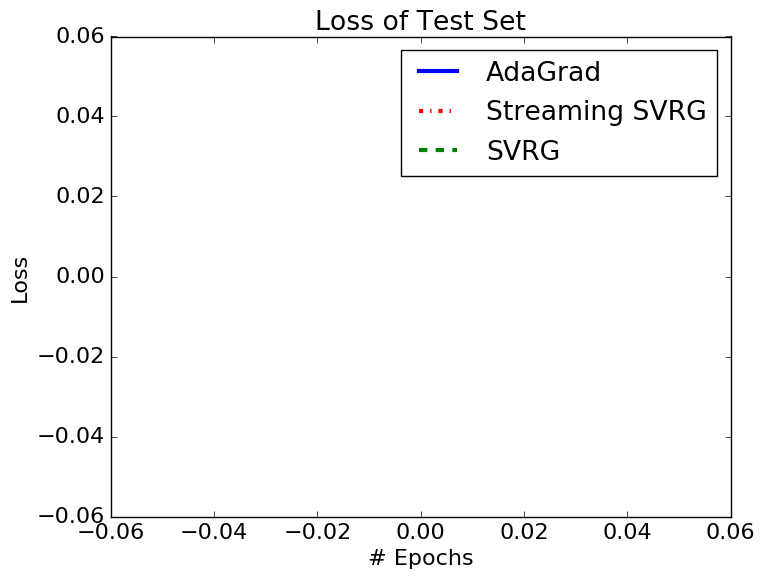 Loss of Test Set
AdaGrad
Streaming SVRG
SVRG
Loss
0.06
0.04
0.02
0.00
−0.02
−0.04
−0.06
−0.06 −0.04 −0.02 0.00 0.02 0.04 0.06
# Epochs